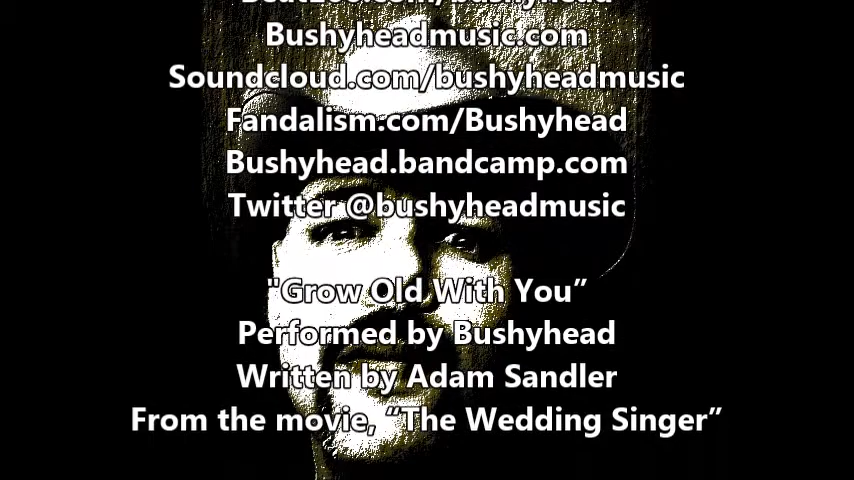 Bushyheadmusic.com
Soundcloud.com/bushyheadmusic
Fandalism.com/Bushyhead
Bushyhead.bandcamp.com
Twitter @bushyheadmusic
"Grow Old With You”
Performed by Bushyhead
Written by Adam Sandler
From the movie, “The Wedding Singer”